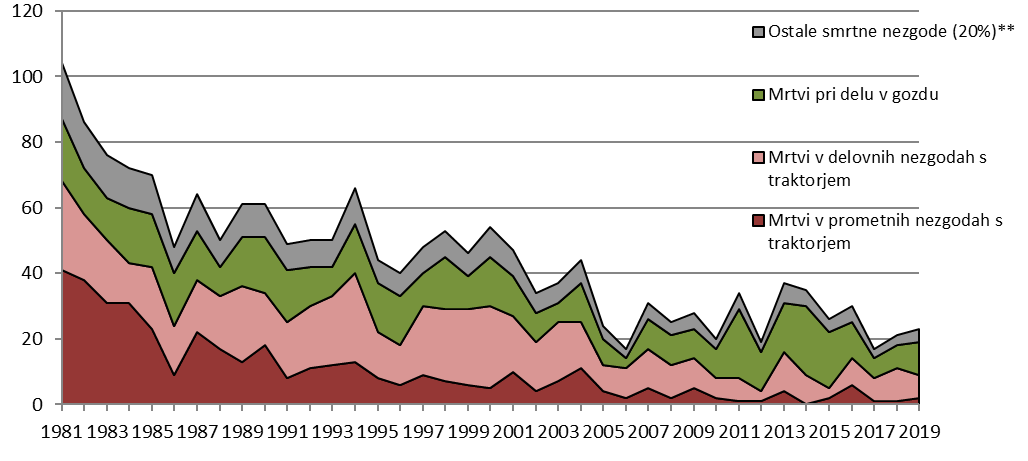 120
100
80
60
40
20
0
Ostale smrtne nezgode (20%)**
Mrtvi pri delu v gozdu
Mrtvi v delovnih nezgodah s
traktorjem
Mrtvi v prometnih nezgodah s
traktorjem
1981 1983 1985 1987 1989 1991 1993 1995 1997 1999 2001 2003 2005 2007 2009 2011 2013 2015 2017 2019